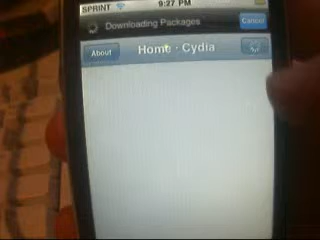 SPRINT 9:27 PM
Downloading Packages Cancel
About Home · Cydia